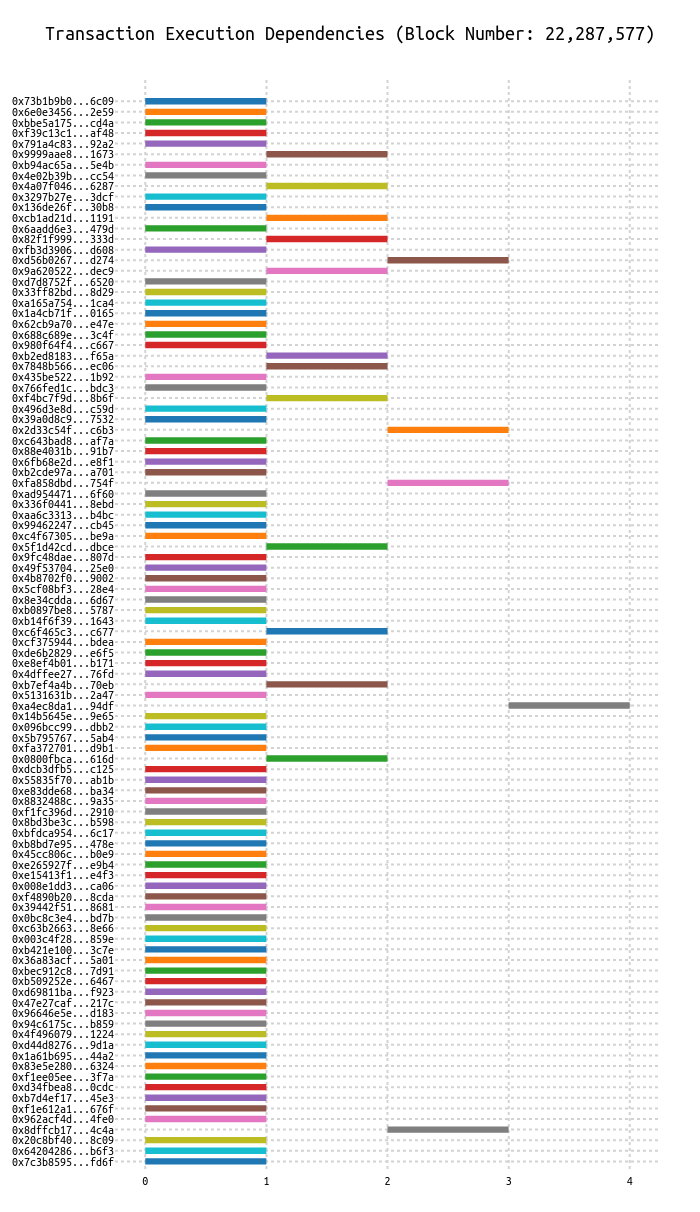 Transaction Execution Dependencies (Block Number: 22,287,577)
0x73b1b9b0...6c09
0x6e0e3456...2e59
0xbbe5a175...cd4a
0xf39c13c1...af48
0x791a4c83...92a2
0x9999aae8...1673
0xb94ac65a...5e4b
0x4e02b39b...cc54
0x4a07f046...6287
0x3297b27e...3dcf
0x136de26f...30b8
0xcb1ad21d...1191
0x6aadd6e3...479d
0x82f1f999...333d
0xfb3d3906...d608
0xd56b0267...d274
0x9a620522...dec9
0xd7d8752f...6520
0x33ff82bd...8d29
0xa165a754...1ca4
0x1a4cb71f...0165
0x62cb9a70...e47e
0x688c689e...3c4f
0x980f64f4...c667
0xb2ed8183...f65a
0x7848b566...ec06
0x435be522...1b92
0x766fed1c...bdc3
0xf4bc7f9d...8b6f
0x496d3e8d...c59d
0x39a0d8c9...7532
0x2d33c54f...c6b3
0xc643bad8...af7a
0x88e4031b...91b7
0x6fb68e2d...e8f1
0xb2cde97a...a701
0xfa858dbd...754f
0xad954471...6f60
0x336f0441...8ebd
0xaa6c3313...b4bc
0x99462247...cb45
0xc4f67305...be9a
0x5f1d42cd...dbce
0x9fc48dae...807d
0x49f53704...25e0
0x4b8702f0...9002
0x5cf08bf3...28e4
0x8e34cdda...6d67
0xb0897be8...5787
0xb14f6f39...1643
0xc6f465c3...c677
0xcf375944...bdea
0xde6b2829...e6f5
0xe8ef4b01...b171
0x4dffee27...76fd
0xb7ef4a4b...70eb
0x5131631b...2a47
0xa4ec8da1...94df
0x14b5645e...9e65
0x096bcc99...dbb2
0x5b795767...5ab4
0xfa372701...d9b1
0x0800fbca...616d
0xdcb3dfb5...c125
0x55835f70...ab1b
0xe83dde68...ba34
0x8832488c...9a35
0xf1fc396d...2910
0x8bd3be3c...b598
0xbfdca954...6c17
0xb8bd7e95...478e
0x45cc806c...b0e9
0xe265927f...e9b4
0xe15413f1...e4f3
0x008e1dd3...ca06
0xf4890b20...8cda
0x39442f51...8681
0x0bc8c3e4...bd7b
0xc63b2663...8e66
0x003c4f28...859e
0xb421e100...3c7e
0x36a83acf...5a01
0xbec912c8...7d91
0xb509252e...6467
0xd69811ba...f923
0x47e27caf...217c
0x96646e5e...d183
0x94c6175c...b859
0x4f496079...1224
0xd44d8276...9d1a
0x1a61b695...44a2
0x83e5e280...6324
0xf1ee05ee...3f7a
0xd34fbea8...0cdc
0xb7d4ef17...45e3
0xf1e612a1...676f
0x962acf4d...4fe0
0x8dffcb17...4c4a
0x20c8bf40...8c09
0x64204286...b6f3
0x7c3b8595...fd6f
0 1 2 3 4